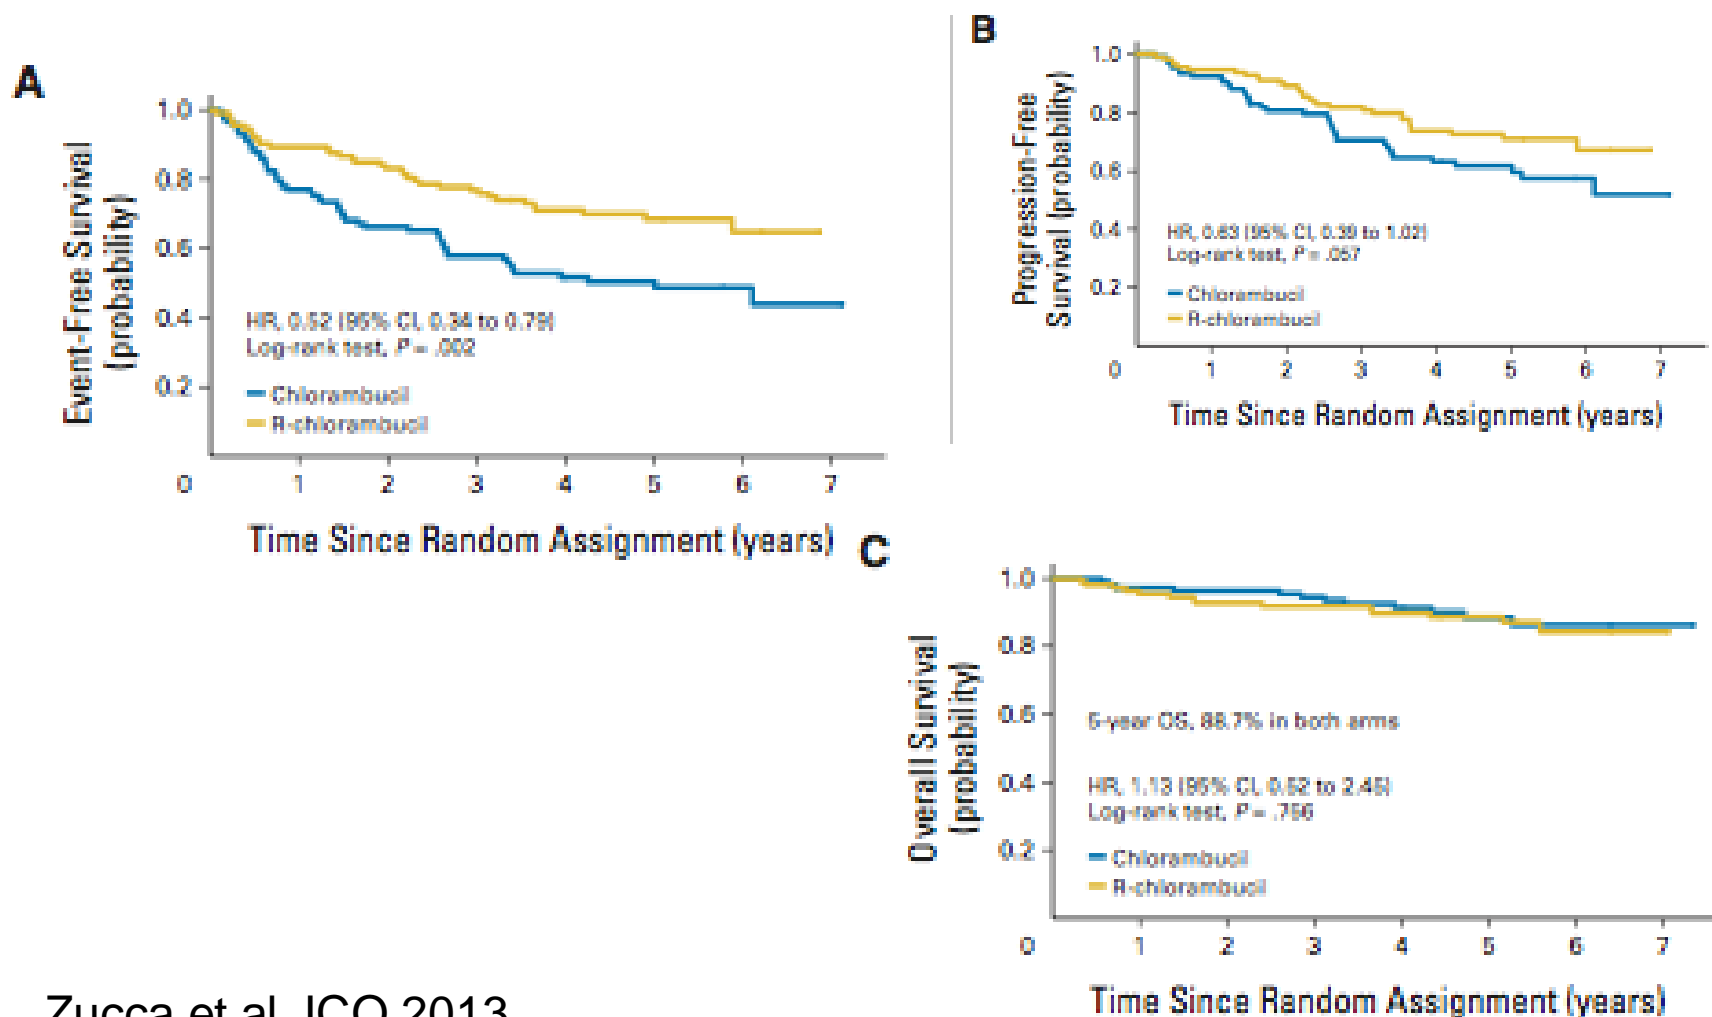 A
Event-Free Survival
(probability)
1.0
0.8
0.6
0.4
0.2
HR, 0.52 (95% CI, 0.34 to 0.79)
Log-rank test, P = .002
Chlorambucil
R-chlorambucil
0 1 2 3 4 5 6 7
Time Since Random Assignment (years)
B
Progression-Free
Survival (probability)
1.0
0.8
0.6
0.4
0.2
HR, 0.63 (95% CI, 0.39 to 1.02)
Log-rank test, P = .057
Chlorambucil
R-chlorambucil
0 1 2 3 4 5 6 7
Time Since Random Assignment (years)
C
Overall Survival
(probability)
1.0
0.8
0.6
0.4
0.2
5-year OS, 88.7% in both arms
HR, 1.13 (95% CI, 0.52 to 2.45)
Log-rank test, P = .756
Chlorambucil
R-chlorambucil
0 1 2 3 4 5 6 7
Time Since Random Assignment (years)
Zucca et al. JCO 2013